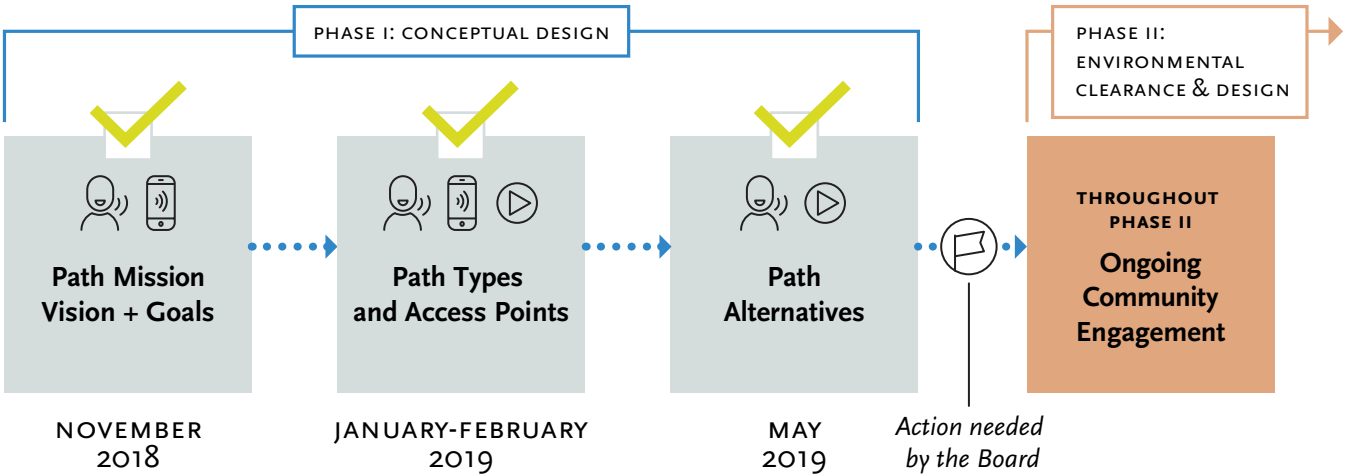 PHASE I: CONCEPTUAL DESIGN
PHASE II:
ENVIRONMENTAL
CLEARANCE & DESIGN
Path Mission
Vision + Goals
NOVEMBER
2018
Path Types
and Access Points
JANUARY-FEBRUARY
2019
Path
Alternatives
MAY
2019
Action needed
by the Board
THROUGHOUT
PHASE II
Ongoing
Community
Engagement